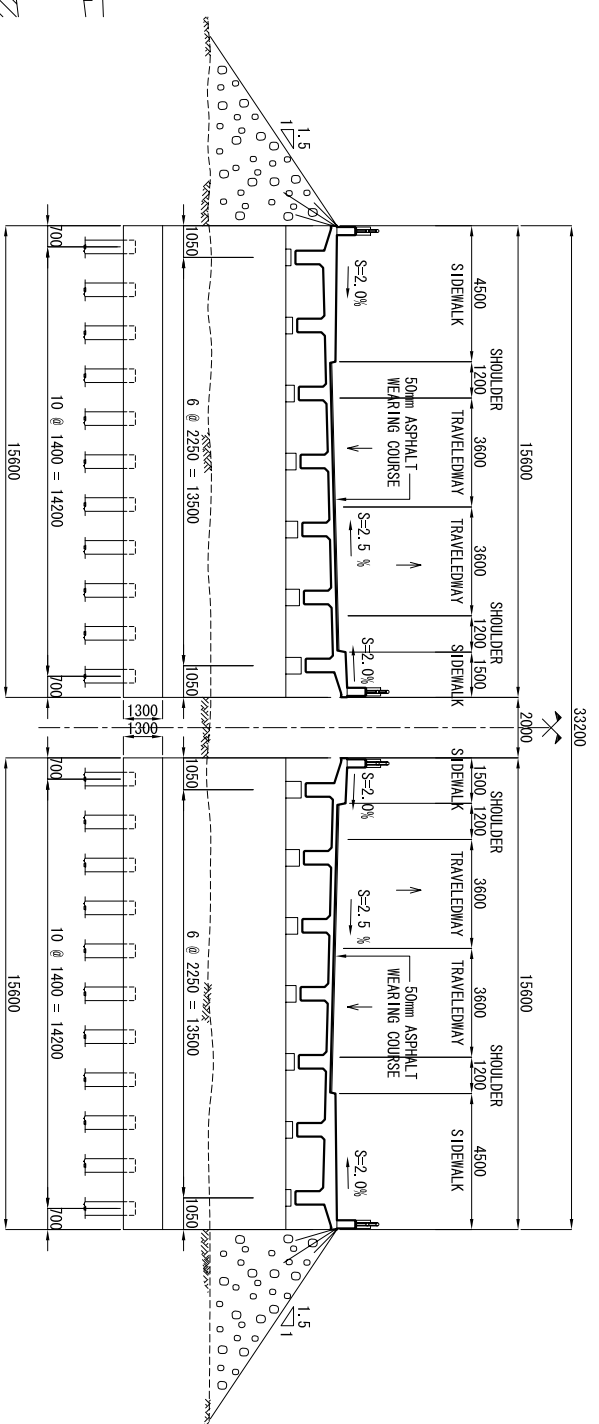 33200
15600
2000
15600
4500
1200
3600
3600
1200
1500
1500
1200
3600
3600
1200
4500
SIDEWALK
SHOULDER
TRAVELEDWAY
TRAVELEDWAY
SHOULDER
SIDEWALK
SIDEWALK
SHOULDER
TRAVELEDWAY
TRAVELEDWAY
SHOULDER
SIDEWALK
50mm ASPHALT
WEARING COURSE
50mm ASPHALT
WEARING COURSE
S=2.0%
S=2.5 %
S=2.0%
S=2.0%
S=2.5 %
S=2.0%
1.5
1
1.5
1
1050
6 @ 2250 = 13500
1050
1050
6 @ 2250 = 13500
1050
1300
1300
700
10 @ 1400 = 14200
700
700
10 @ 1400 = 14200
700
15600
15600